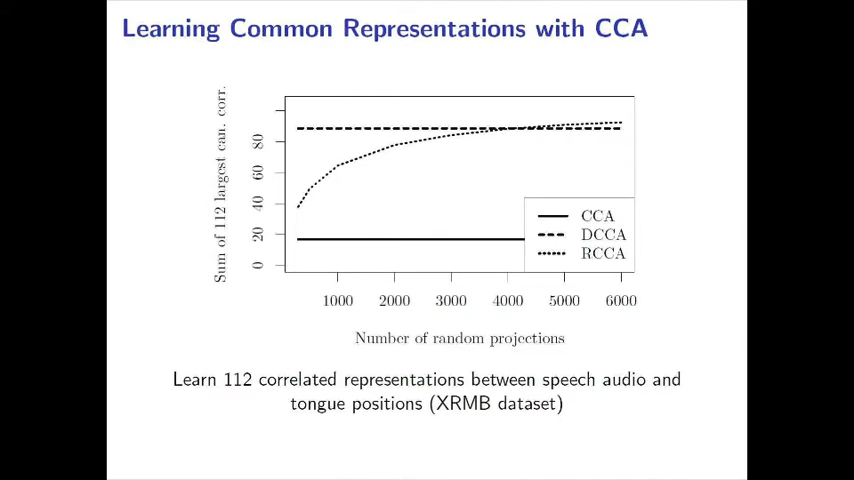 Learning Common Representations with CCA
Sum of 112 largest can. corr.
80
60
40
20
0
CCA
DCCA
RCCA
1000 2000 3000 4000 5000 6000
Number of random projections
Learn 112 correlated representations between speech audio and
tongue positions (XRMB dataset)